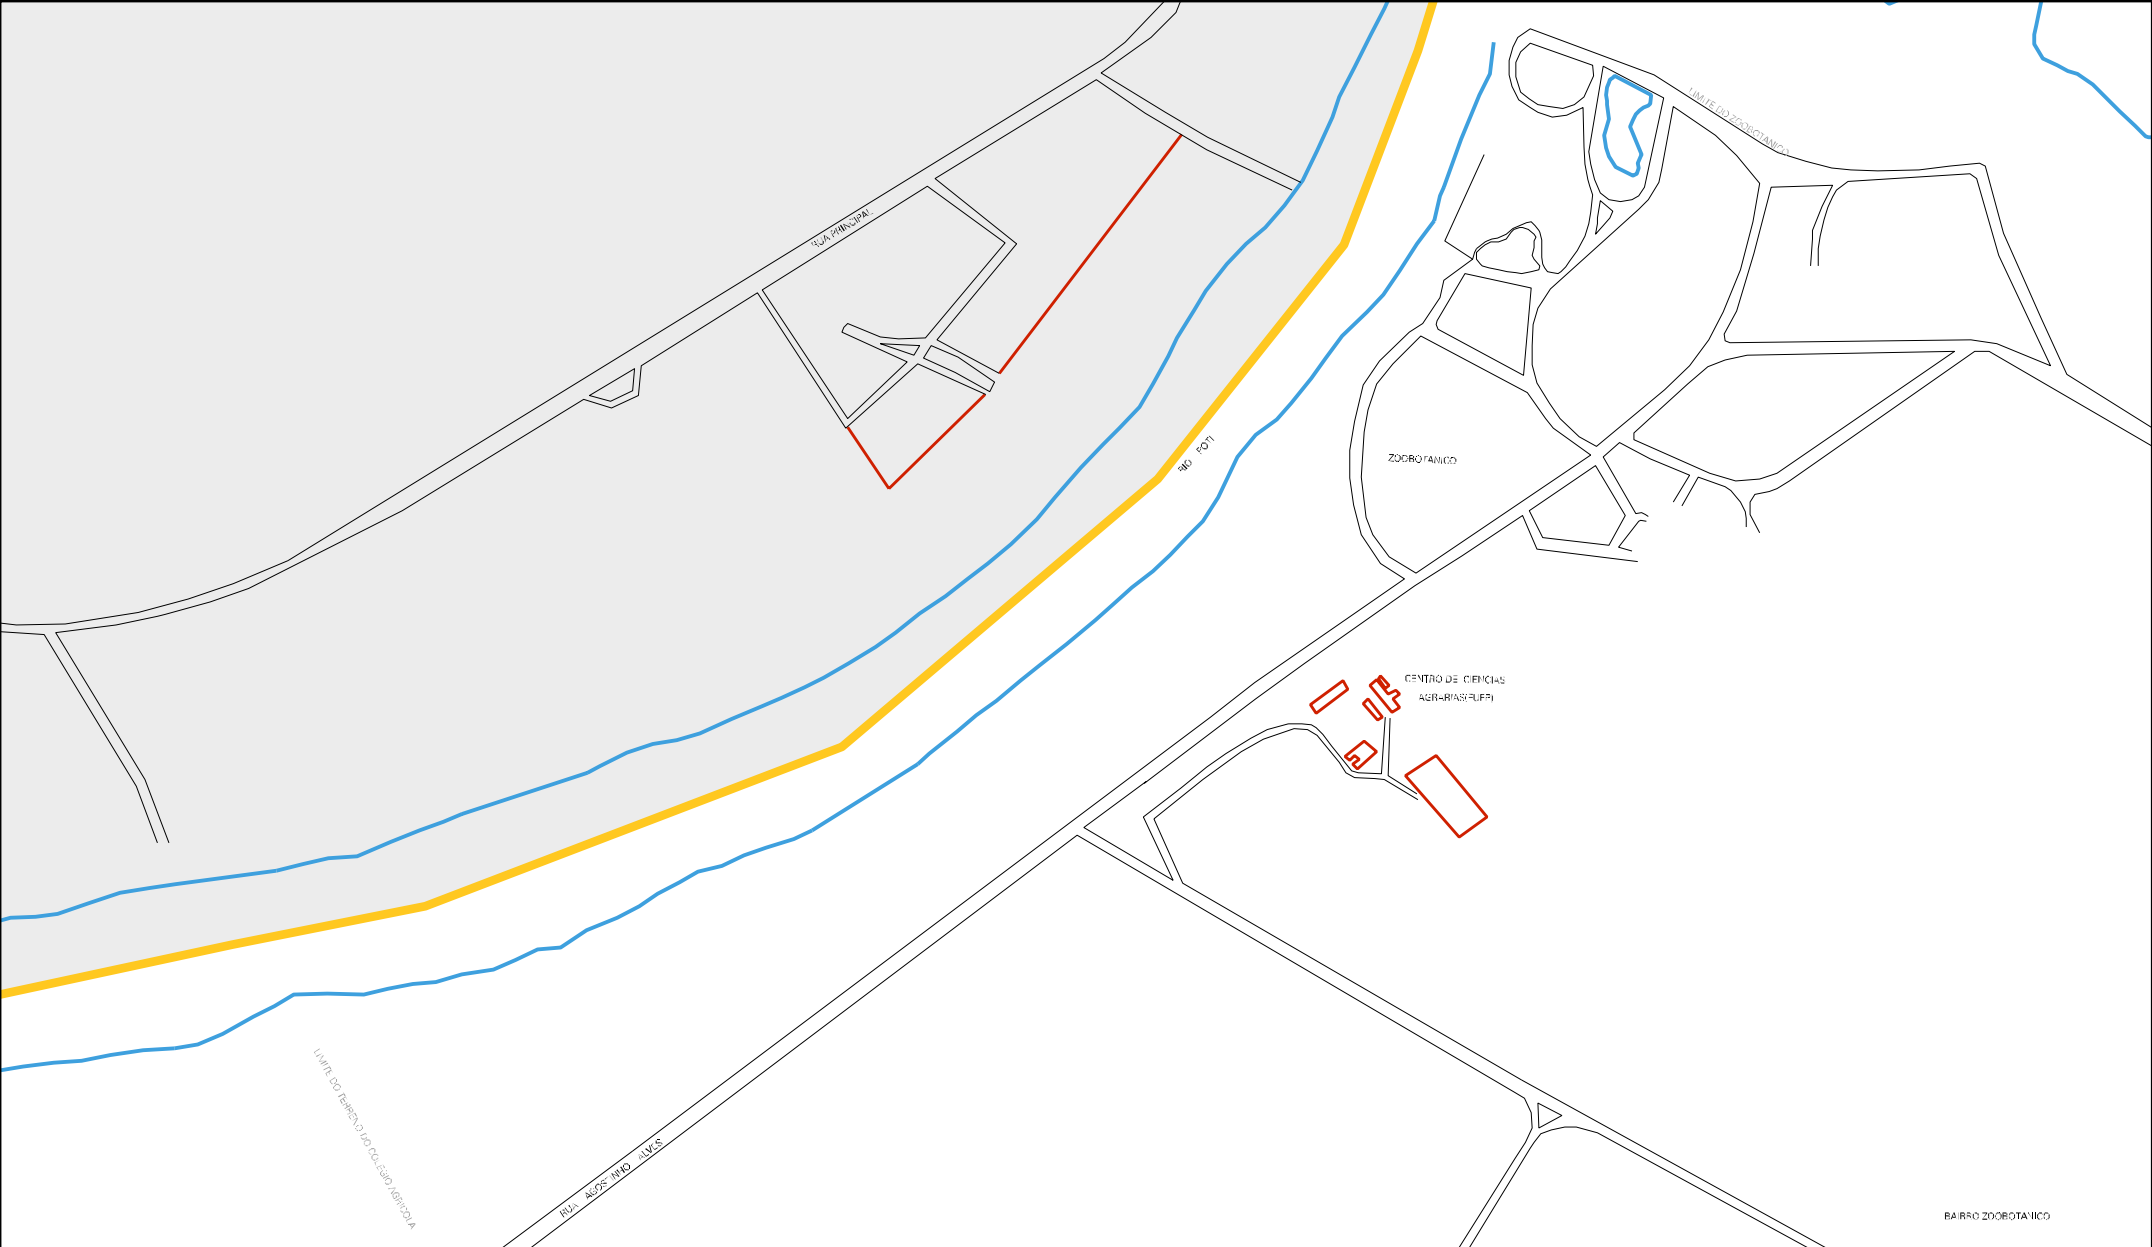 LIMITE DO ZOOBOTANICO
RUA PRINCIPAL
RIO POTI
ZOOBOTANICO
CENTRO DE CIENCIAS
AGRARIAS(FUFPI)
LIMITE DO TERRENO DO COLEGIO AGRICOLA
RUA AGOSTINHO ALVES
BAIRRO ZOOBOTANICO